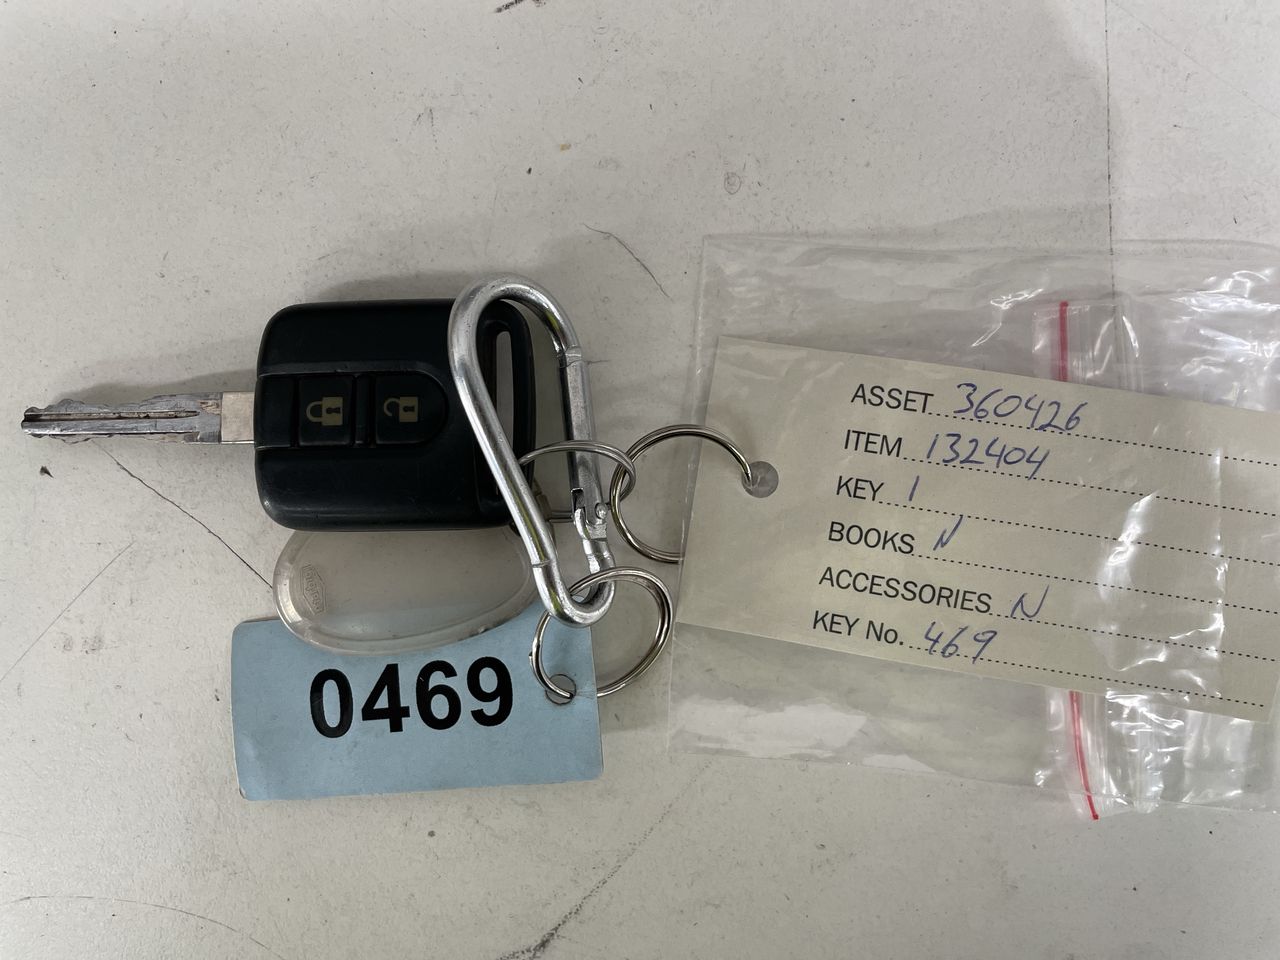 ASSET 360426
ITEM 132404
KEY 1
BOOKS N
ACCESSORIES N
KEY No. 469
0469